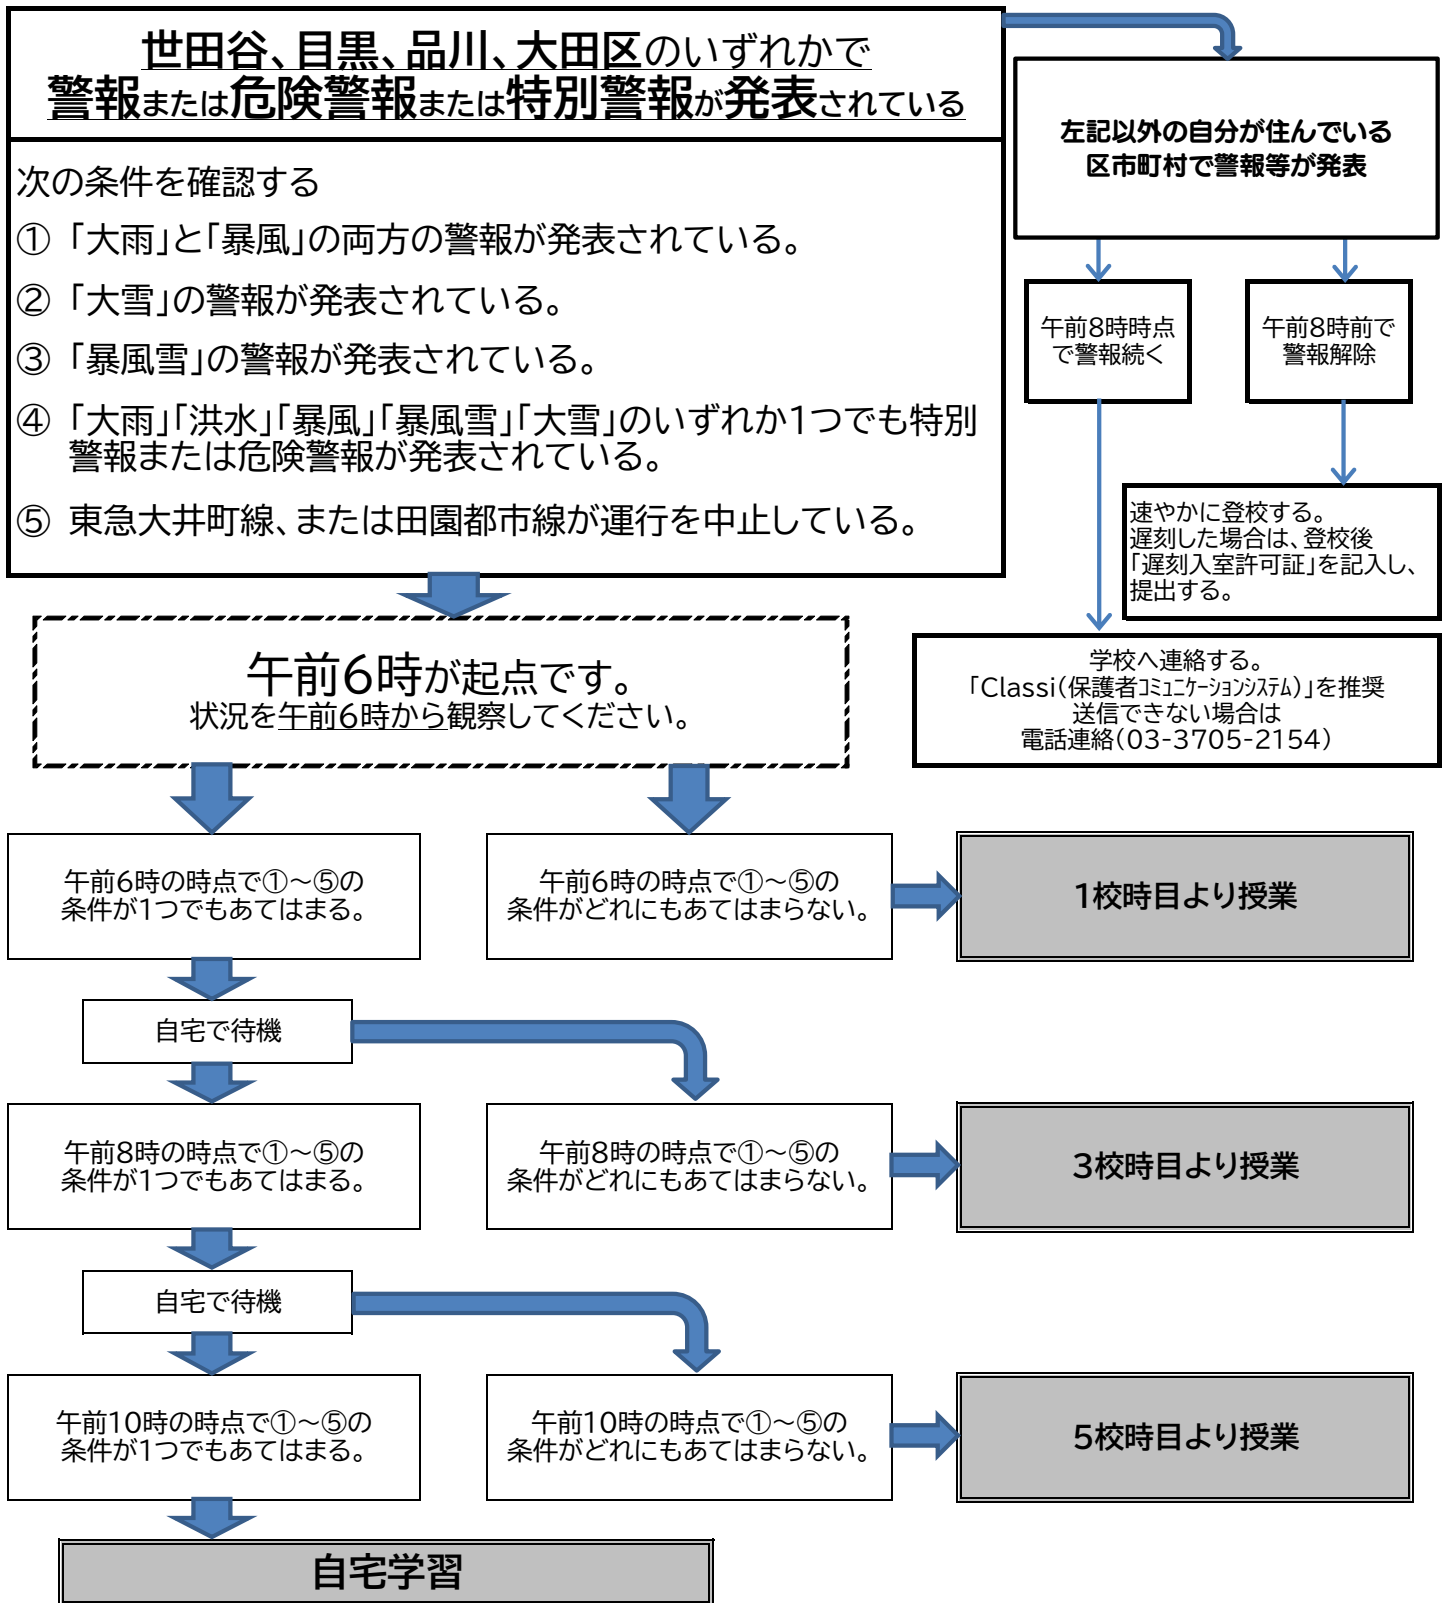 世田谷、目黒、品川、大田区のいずれかで
警報または危険警報または特別警報が発表されている
次の条件を確認する
① 「大雨」と「暴風」の両方の警報が発表されている。
② 「大雪」の警報が発表されている。
③ 「暴風雪」の警報が発表されている。
④ 「大雨」「洪水」「暴風」「暴風雪」「大雪」のいずれか1つでも特別
警報または危険警報が発表されている。
⑤ 東急大井町線、または田園都市線が運行を中止している。
左記以外の自分が住んでいる
区市町村で警報等が発表
午前8時時点
で警報続く
午前8時前で
警報解除
速やかに登校する。
遅刻した場合は、登校後
「遅刻入室許可証」を記入し、
提出する。
学校へ連絡する。
「Classi(保護者ｺﾐｭﾆｹｰｼｮﾝｼｽﾃﾑ)」を推奨
送信できない場合は
電話連絡(03-3705-2154)
午前6時が起点です。
状況を午前6時から観察してください。
午前6時の時点で①～⑤の
条件が1つでもあてはまる。
午前6時の時点で①～⑤の
条件がどれにもあてはまらない。
1校時目より授業
自宅で待機
午前8時の時点で①～⑤の
条件が1つでもあてはまる。
午前8時の時点で①～⑤の
条件がどれにもあてはまらない。
3校時目より授業
自宅で待機
午前10時の時点で①～⑤の
条件が1つでもあてはまる。
午前10時の時点で①～⑤の
条件がどれにもあてはまらない。
5校時目より授業
自宅学習